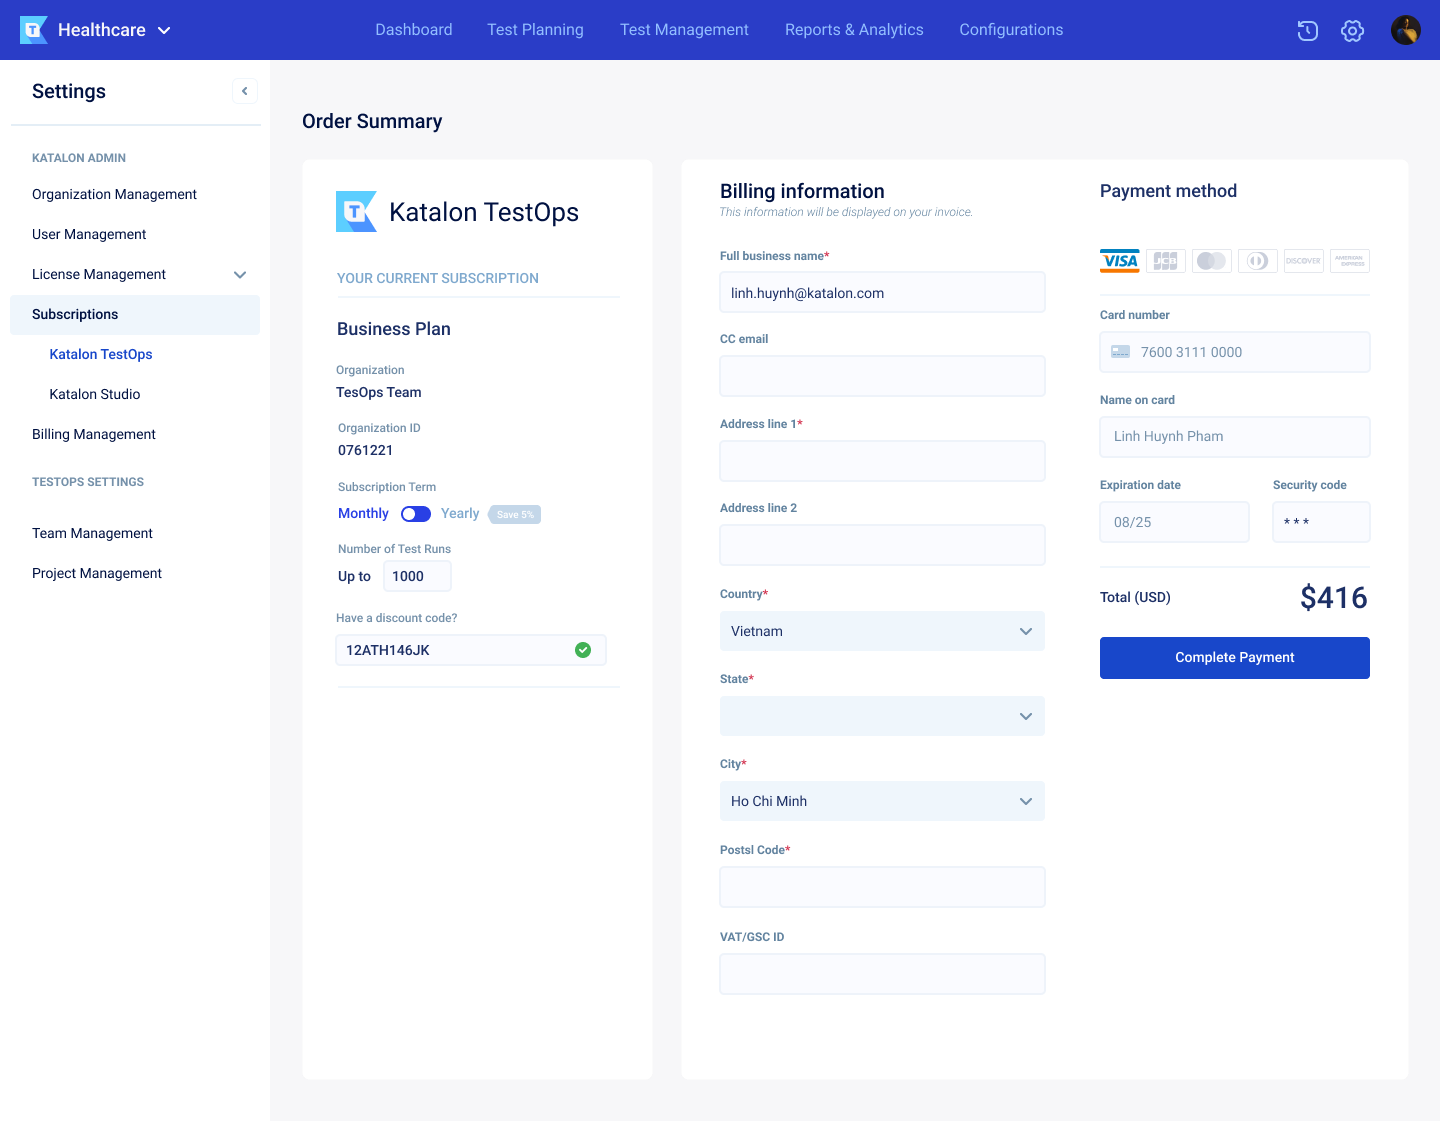 Healthcare
Dashboard
Test Planning
Test Management
Reports & Analytics
Configurations
Settings
KATALON ADMIN
Organization Management
User Management
License Management
Subscriptions
Katalon TestOps
Katalon Studio
Billing Management
TESTOPS SETTINGS
Team Management
Project Management
Order Summary
T
Katalon TestOps
YOUR CURRENT SUBSCRIPTION
Business Plan
Organization
TesOps Team
Organization ID
0761221
Subscription Term
Monthly Yearly Save 5%
Number of Test Runs
Up to 1000
Have a discount code?
12ATH146JK
Billing information
This information will be displayed on your invoice.
Full business name*
linh.huynh@katalon.com
CC email
Address line 1*
Address line 2
Country*
Vietnam
State*
City*
Ho Chi Minh
Postsl Code*
VAT/GSC ID
Payment method
VISA JCB DISCOVER AMERICAN EXPRESS
Card number
7600 3111 0000
Name on card
Linh Huynh Pham
Expiration date Security code
08/25 ***
Total (USD) $416
Complete Payment